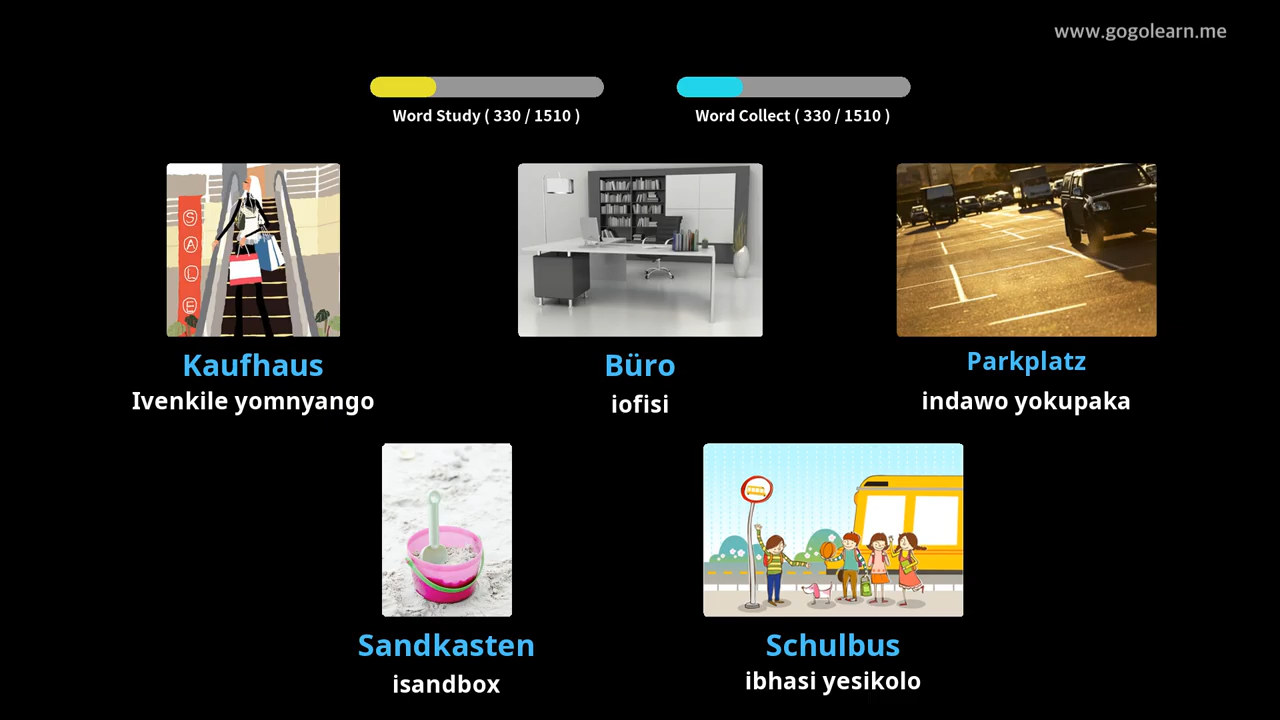 www.gogolearn.me
Word Study ( 330 / 1510 )
Word Collect ( 330 / 1510 )
S
A
L
E
Kaufhaus
Büro
Parkplatz
Ivenkile yomnyango
iofisi
indawo yokupaka
Sandkasten
Schulbus
isandbox
ibhasi yesikolo